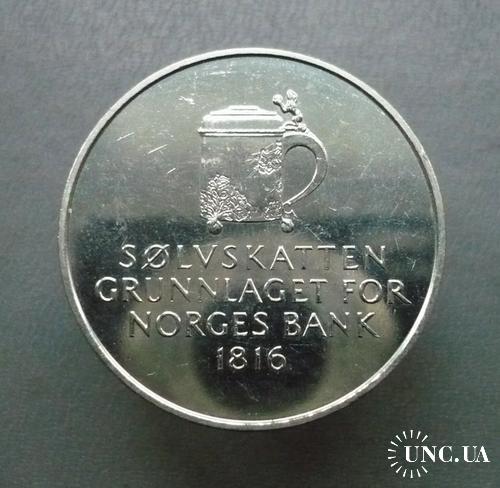 SØLVSKATTEN
GRUNNLAGET FOR
NORGES BANK
1816
UNC.UA